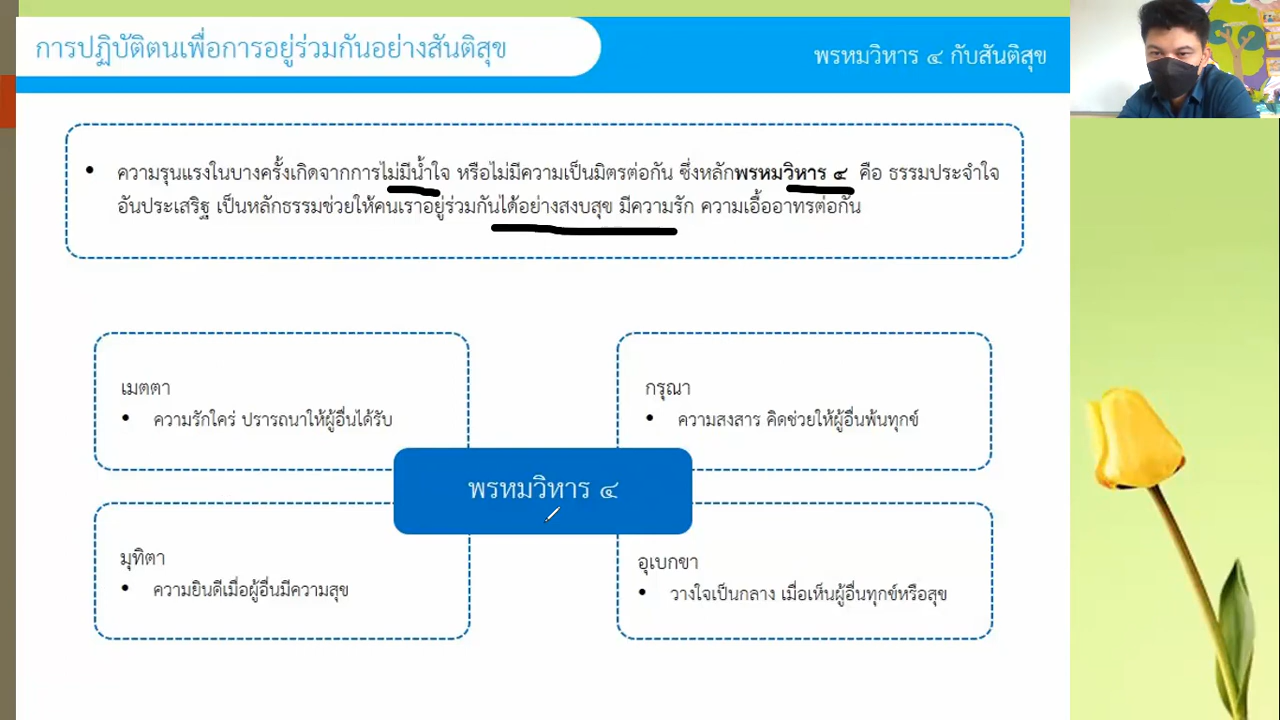 การปฏิบัติตนเพื่อการอยู่ร่วมกันอย่างสันติสุข
พรหมวิหาร ๔ กับสันติสุข
• ความรุนแรงในบางครั้งเกิดจากการไม่มีน้ำใจ หรือไม่มีความเป็นมิตรต่อกัน ซึ่งหลักพรหมวิหาร ๔ คือ ธรรมประจำใจ
อันประเสริฐ เป็นหลักธรรมช่วยให้คนเราอยู่ร่วมกันได้อย่างสงบสุข มีความรัก ความเอื้ออาทรต่อกัน
เมตตา
• ความรักใคร่ ปรารถนาให้ผู้อื่นได้รับ
กรุณา
• ความสงสาร คิดช่วยให้ผู้อื่นพ้นทุกข์
พรหมวิหาร ๔
มุทิตา
• ความยินดีเมื่อผู้อื่นมีความสุข
อุเบกขา
• วางใจเป็นกลาง เมื่อเห็นผู้อื่นทุกข์หรือสุข